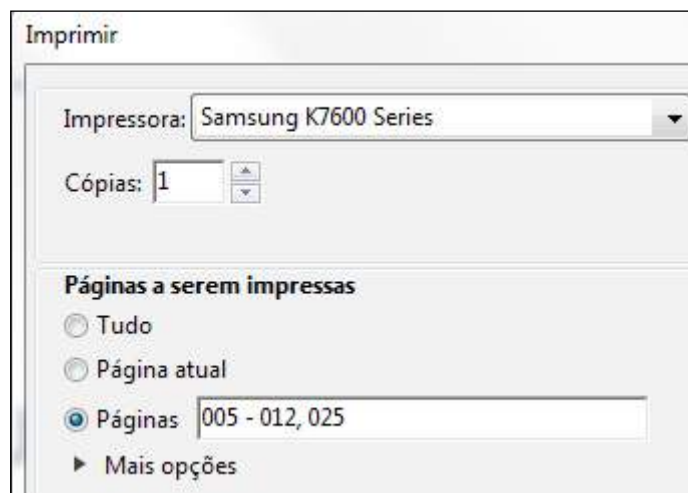 Imprimir
Impressora: Samsung K7600 Series
Cópias: 1
Páginas a serem impressas
Tudo
Página atual
Páginas 005 - 012, 025
Mais opções